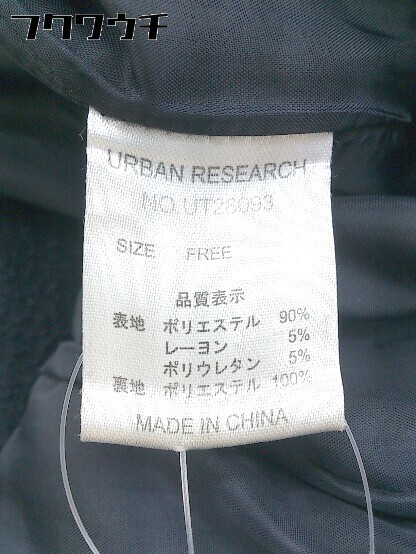 フクワウチ
URBAN RESEARCH
NO.UT28093
SIZE FREE
品質表示
表地 ポリエステル 90%
レーヨン 5%
ポリウレタン 5%
裏地 ポリエステル 100%
MADE IN CHINA